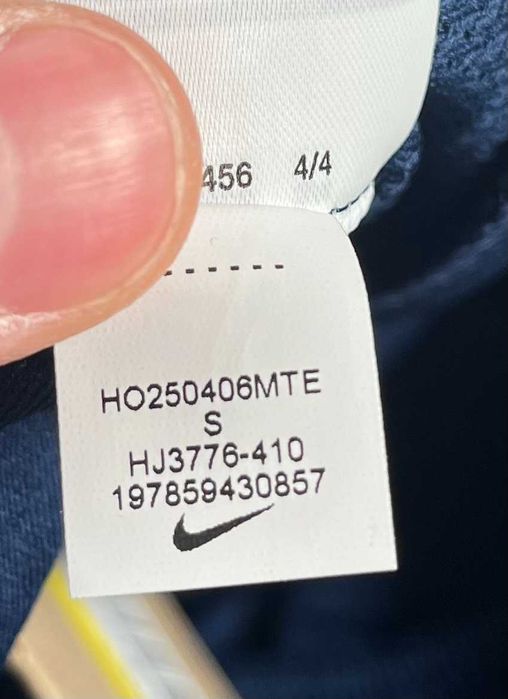 456 4/4
------
HO250406MTE
S
HJ3776-410
197859430857